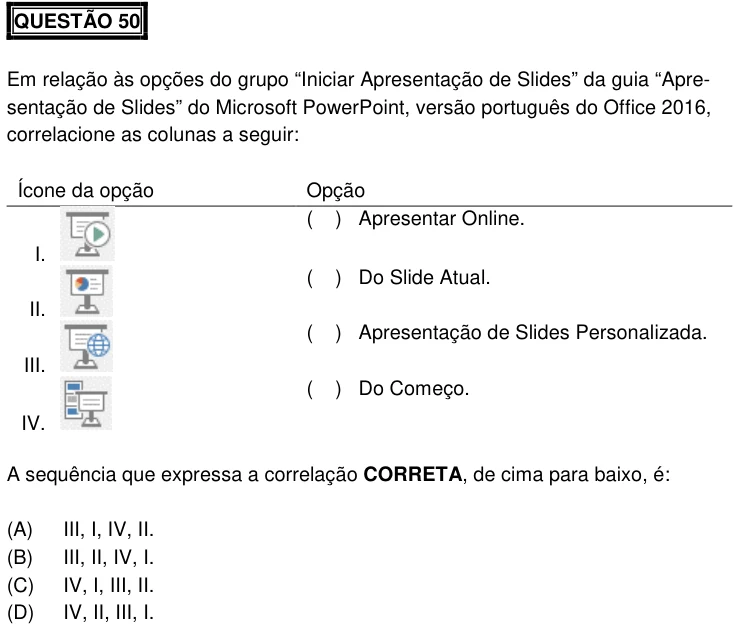 QUESTÃO 50
Em relação às opções do grupo “Iniciar Apresentação de Slides” da guia “Apre-
sentação de Slides” do Microsoft PowerPoint, versão português do Office 2016,
correlacione as colunas a seguir:
Ícone da opção Opção
I. ( ) Apresentar Online.
II. ( ) Do Slide Atual.
III. ( ) Apresentação de Slides Personalizada.
IV. ( ) Do Começo.
A sequência que expressa a correlação CORRETA, de cima para baixo, é:
(A) III, I, IV, II.
(B) III, II, IV, I.
(C) IV, I, III, II.
(D) IV, II, III, I.